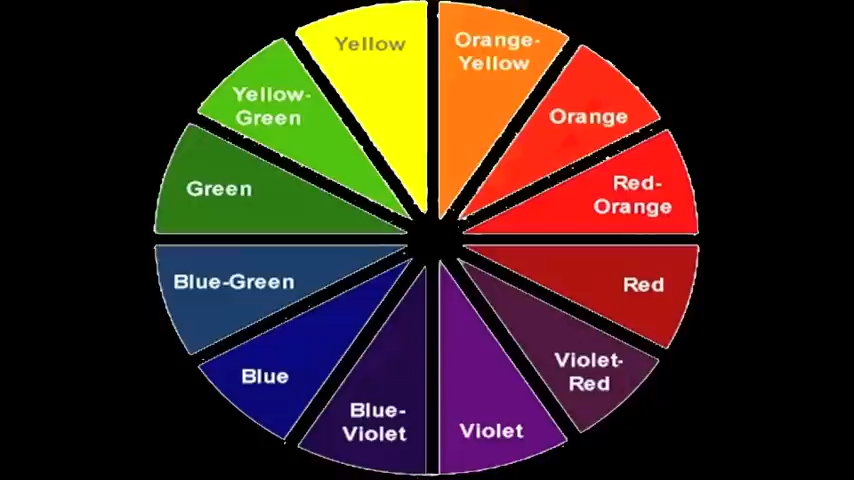 Yellow
Orange-
Yellow
Orange
Red-
Orange
Red
Violet-
Red
Violet
Blue-
Violet
Blue
Blue-Green
Green
Yellow-
Green